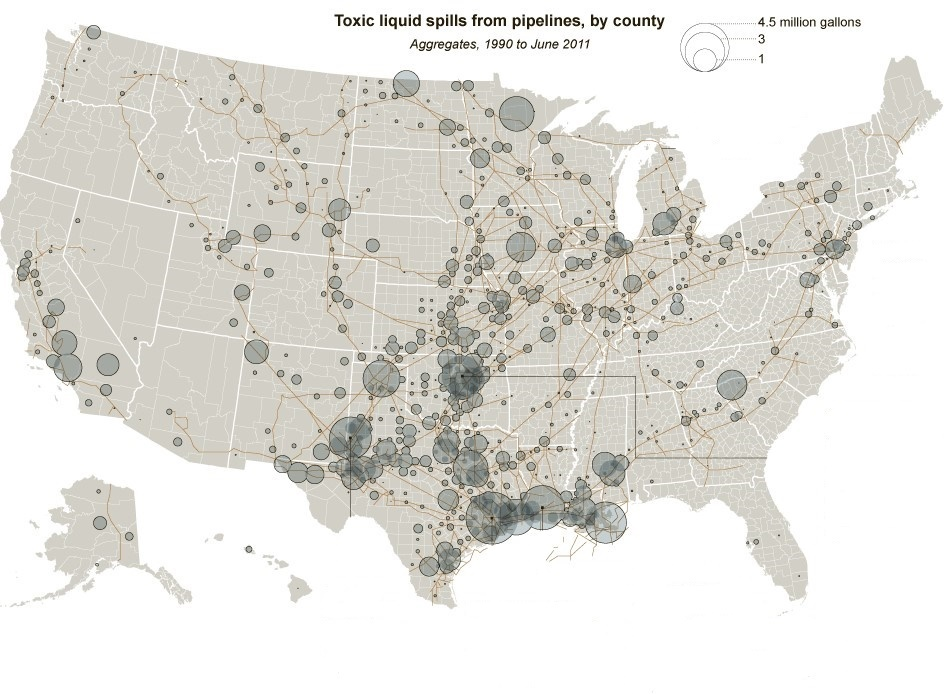 Toxic liquid spills from pipelines, by county
Aggregates, 1990 to June 2011
4.5 million gallons
3
1